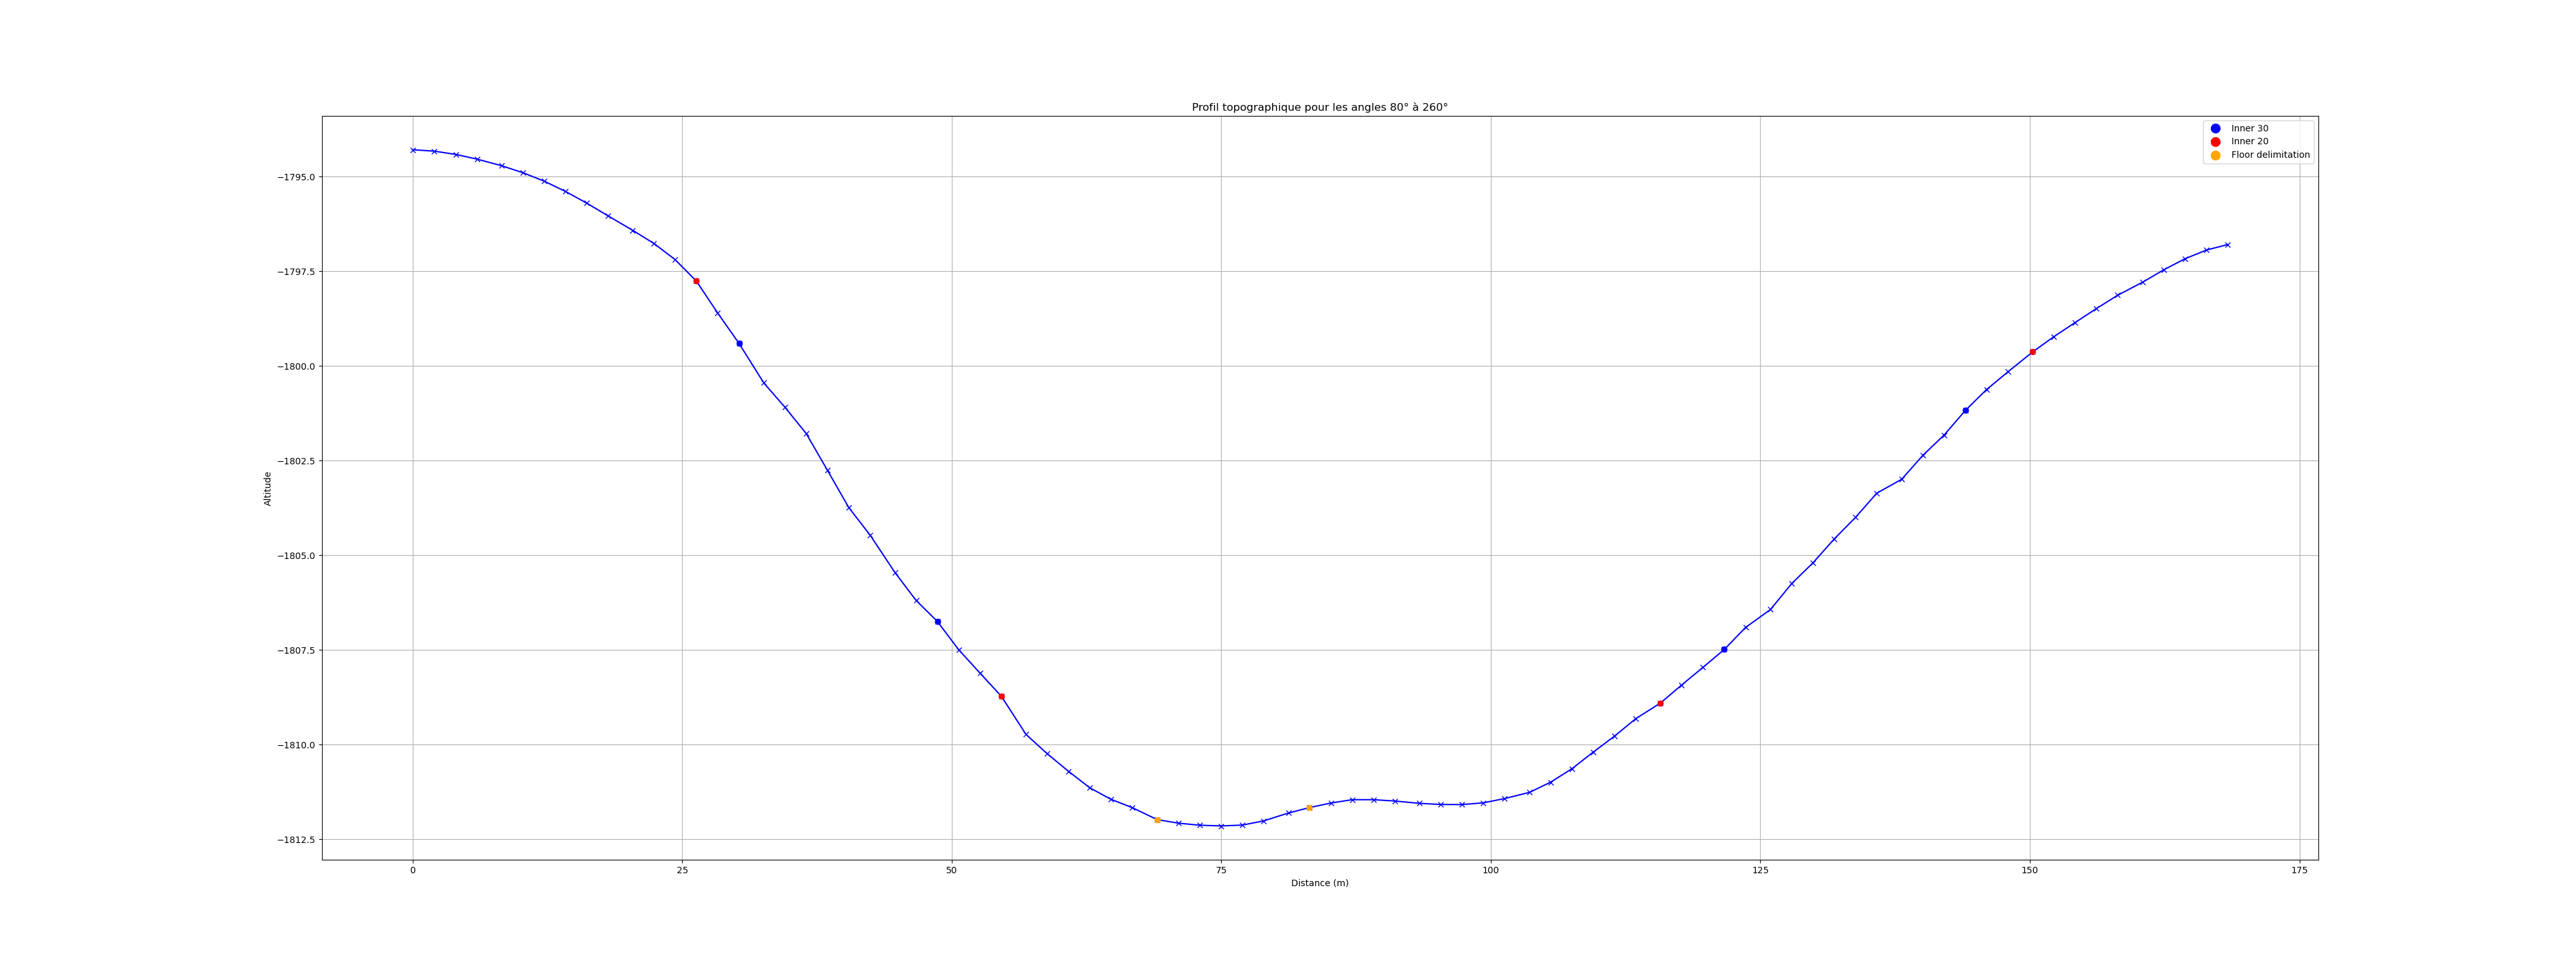 Profil topographique pour les angles 80° à 260°
Inner 30
Inner 20
Floor delimitation
−1795.0
−1797.5
−1800.0
−1802.5
−1805.0
−1807.5
−1810.0
−1812.5
Altitude
0 25 50 75 100 125 150 175
Distance (m)